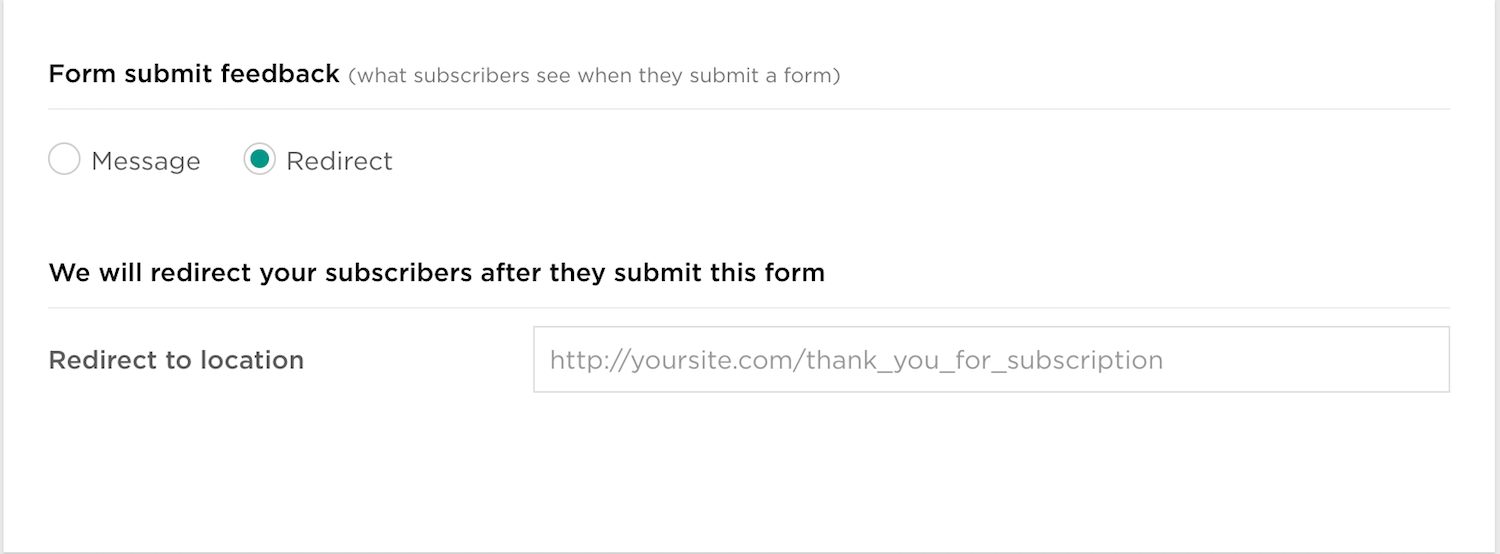 Form submit feedback (what subscribers see when they submit a form)
Message Redirect
We will redirect your subscribers after they submit this form
Redirect to location http://yoursite.com/thank_you_for_subscription